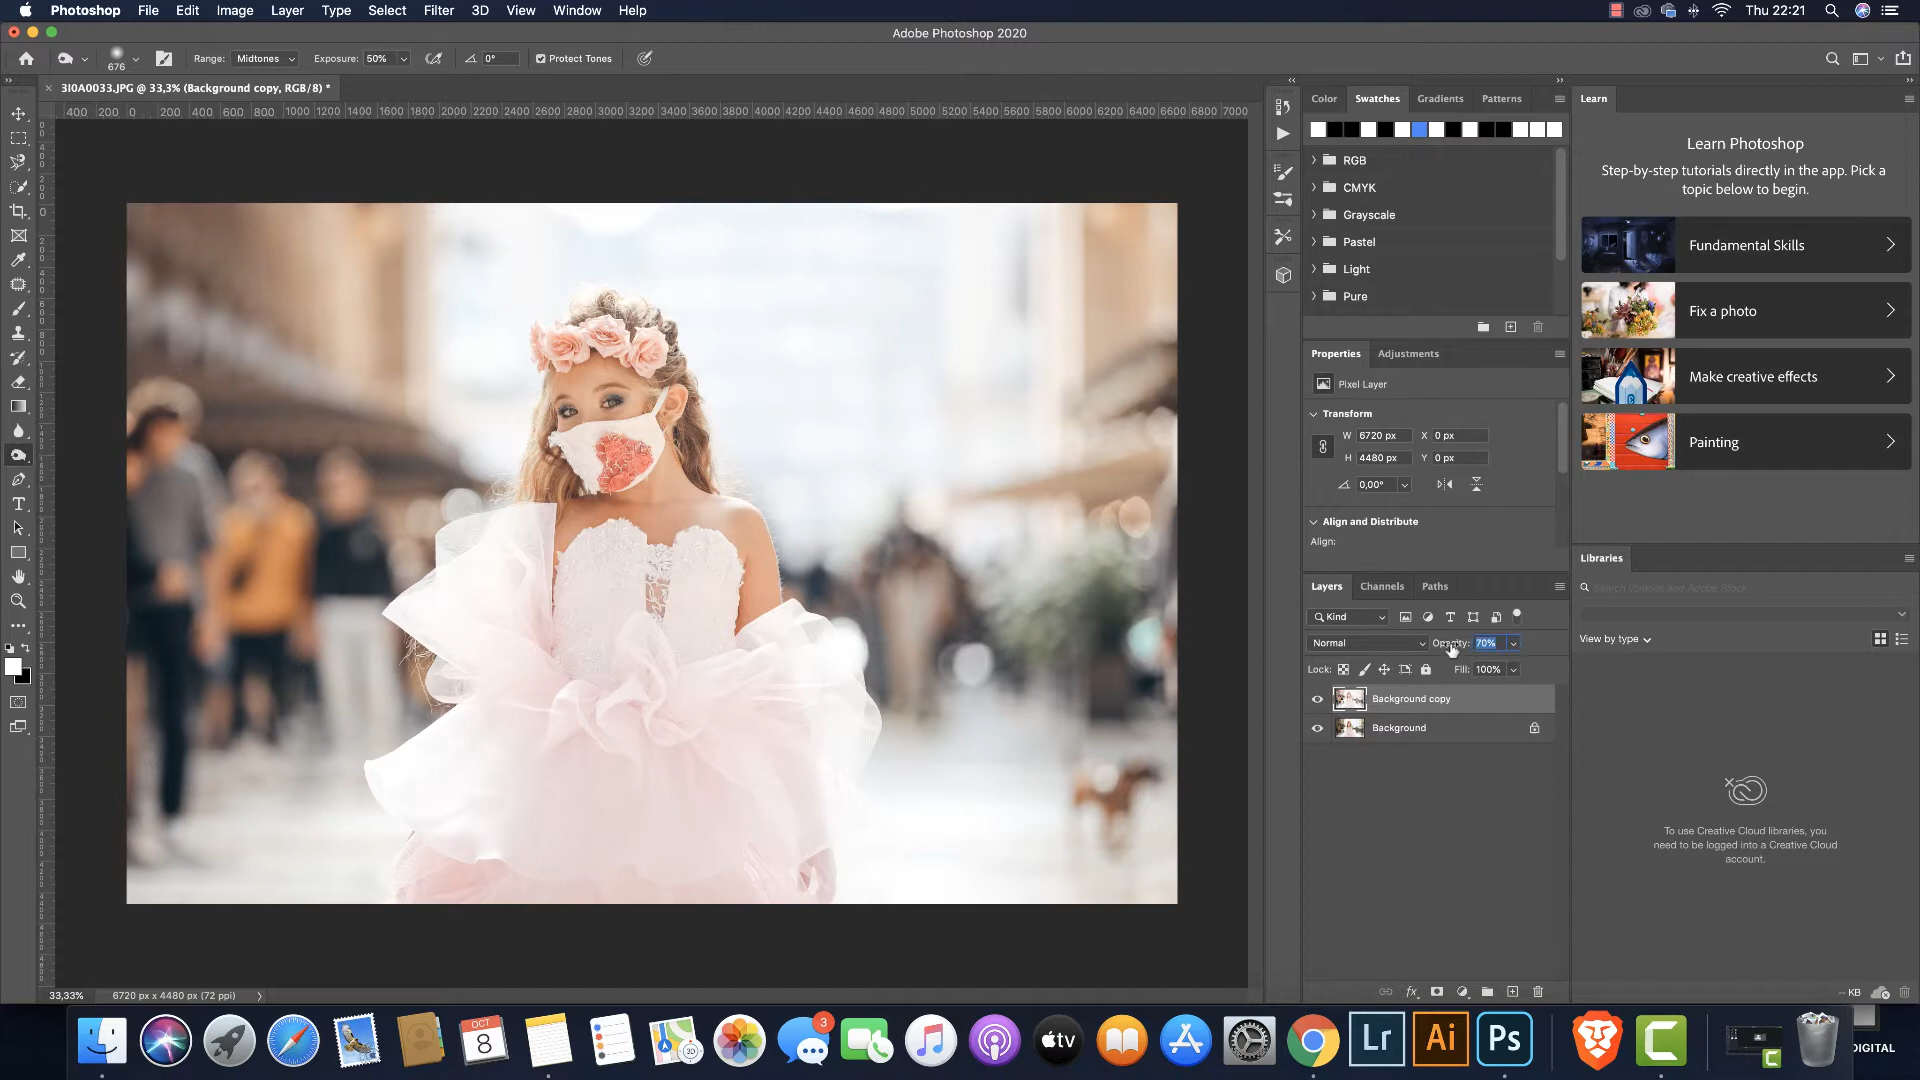 Photoshop File Edit Image Layer Type Select Filter 3D View Window Help Thu 22:21
Adobe Photoshop 2020
676 Range: Midtones Exposure: 50% 0° Protect Tones
3I0A0033.JPG @ 33,3% (Background copy, RGB/8) *
400 200 0 200 400 600 800 1000 1200 1400 1600 1800 2000 2200 2400 2600 2800 3000 3200 3400 3600 3800 4000 4200 4400 4600 4800 5000 5200 5400 5600 5800 6000 6200 6400 6600 6800 7000
Color Swatches Gradients Patterns
RGB
CMYK
Grayscale
Pastel
Light
Pure
Properties Adjustments
Pixel Layer
Transform
W 6720 px X 0 px
H 4480 px Y 0 px
0,00°
Align and Distribute
Align:
Layers Channels Paths
Kind
Normal Opacity: 70%
Lock: Fill: 100%
Background copy
Background
fx
Learn
Learn Photoshop
Step-by-step tutorials directly in the app. Pick a
topic below to begin.
Fundamental Skills
Fix a photo
Make creative effects
Painting
Libraries
Search Libraries and Adobe Stock
View by type
To use Creative Cloud libraries, you
need to be logged into a Creative Cloud
account.
-- KB
33,33% 6720 px x 4480 px (72 ppi)
OCT
8
3D
3
tv
Lr
Ai
Ps
DIGITAL